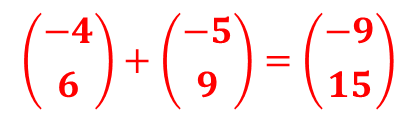 (−4 6) + (−5 9) = (−9 15)